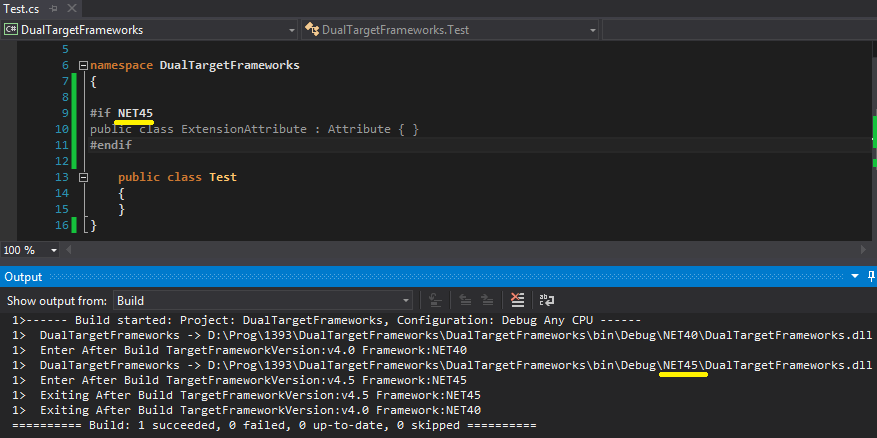 Test.cs
DualTargetFrameworks DualTargetFrameworks.Test
5
6 namespace DualTargetFrameworks
7 {
8
9 #if NET45
10 public class ExtensionAttribute : Attribute { }
11 #endif
12
13 public class Test
14 {
15 }
16 }
100 %
Output
Show output from: Build
1>------ Build started: Project: DualTargetFrameworks, Configuration: Debug Any CPU ------
1> DualTargetFrameworks -> D:\Prog\1393\DualTargetFrameworks\DualTargetFrameworks\bin\Debug\NET40\DualTargetFrameworks.dll
1> Enter After Build TargetFrameworkVersion:v4.0 Framework:NET40
1> DualTargetFrameworks -> D:\Prog\1393\DualTargetFrameworks\DualTargetFrameworks\bin\Debug\NET45\DualTargetFrameworks.dll
1> Enter After Build TargetFrameworkVersion:v4.5 Framework:NET45
1> Exiting After Build TargetFrameworkVersion:v4.5 Framework:NET45
1> Exiting After Build TargetFrameworkVersion:v4.0 Framework:NET40
========== Build: 1 succeeded, 0 failed, 0 up-to-date, 0 skipped ==========